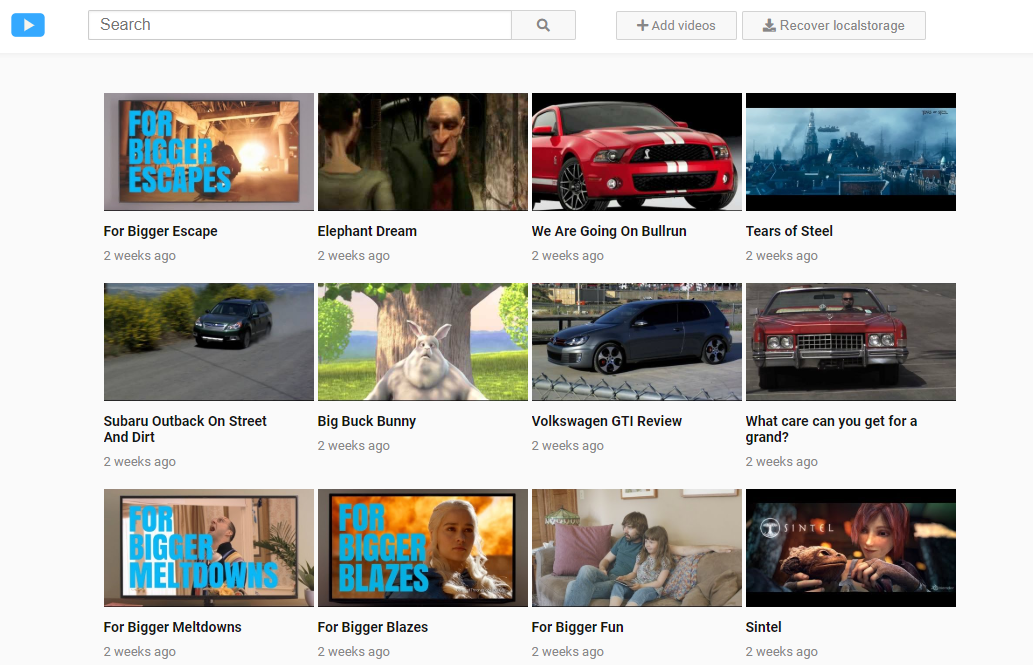 Search
Add videos
Recover localstorage
FOR
BIGGER
ESCAPES
For Bigger Escape
Elephant Dream
We Are Going On Bullrun
Tears of Steel
2 weeks ago
2 weeks ago
2 weeks ago
2 weeks ago
Subaru Outback On Street
And Dirt
Big Buck Bunny
Volkswagen GTI Review
What care can you get for a
grand?
2 weeks ago
2 weeks ago
2 weeks ago
2 weeks ago
FOR
BIGGER
MELTDOWNS
FOR
BIGGER
BLAZES
SINTEL
For Bigger Meltdowns
For Bigger Blazes
For Bigger Fun
Sintel
2 weeks ago
2 weeks ago
2 weeks ago
2 weeks ago